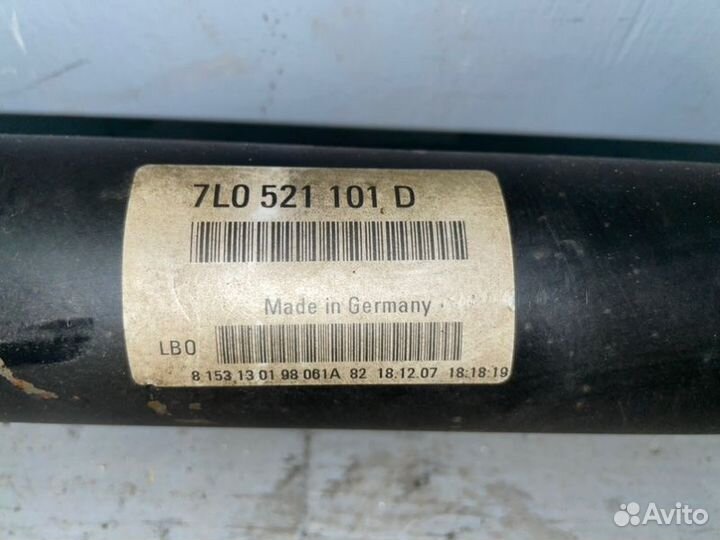 7L0 521 101 D
Made in Germany
LB0
8 153 13 01 98 061A 82 18.12.07 18:18:19
Avito